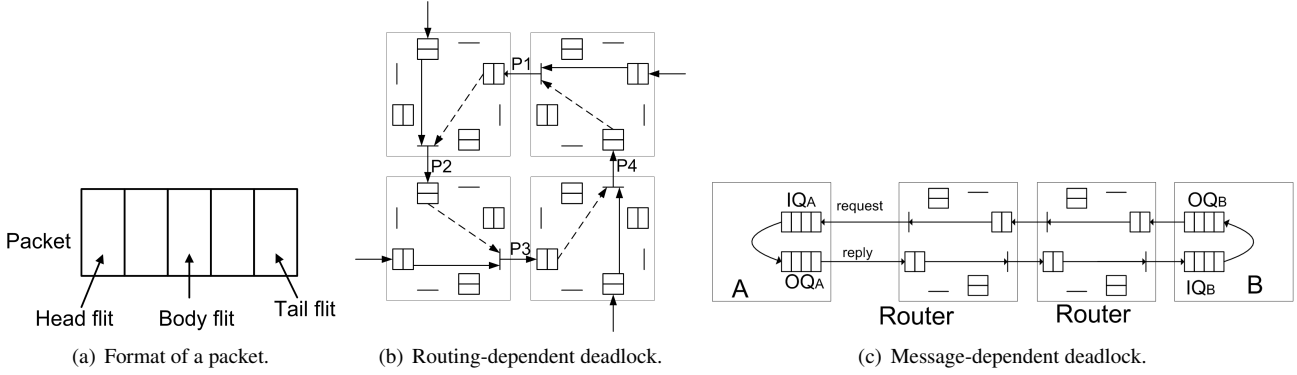 Packet
Head flit
Body flit
Tail flit
(a) Format of a packet.
P1
P2
P4
P3
(b) Routing-dependent deadlock.
IQA
request
OQB
reply
A
OQA
IQB
B
Router
Router
(c) Message-dependent deadlock.